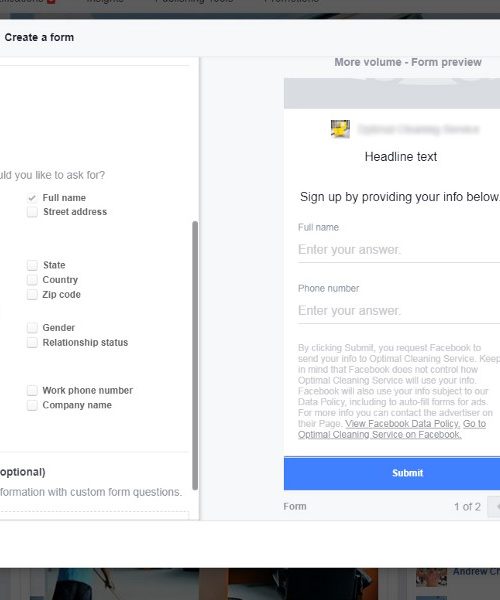 Insights
Publishing Tools
Promotions
Create a form
More volume - Form preview
Optimal Cleaning Service
Headline text
uld you like to ask for?
Sign up by providing your info below.
Full name
Street address
Full name
Enter your answer.
State
Country
Zip code
Phone number
Enter your answer.
Gender
Relationship status
By clicking Submit, you request Facebook to
send your info to Optimal Cleaning Service. Keep
in mind that Facebook does not control how
Optimal Cleaning Service will use your info.
Facebook will also use your info subject to our
Data Policy, including to auto-fill forms for ads.
For more info you can contact the advertiser on
their Page. View Facebook Data Policy. Go to
Optimal Cleaning Service on Facebook.
Work phone number
Company name
optional)
formation with custom form questions.
Submit
Form
1 of 2
Andrew Ch